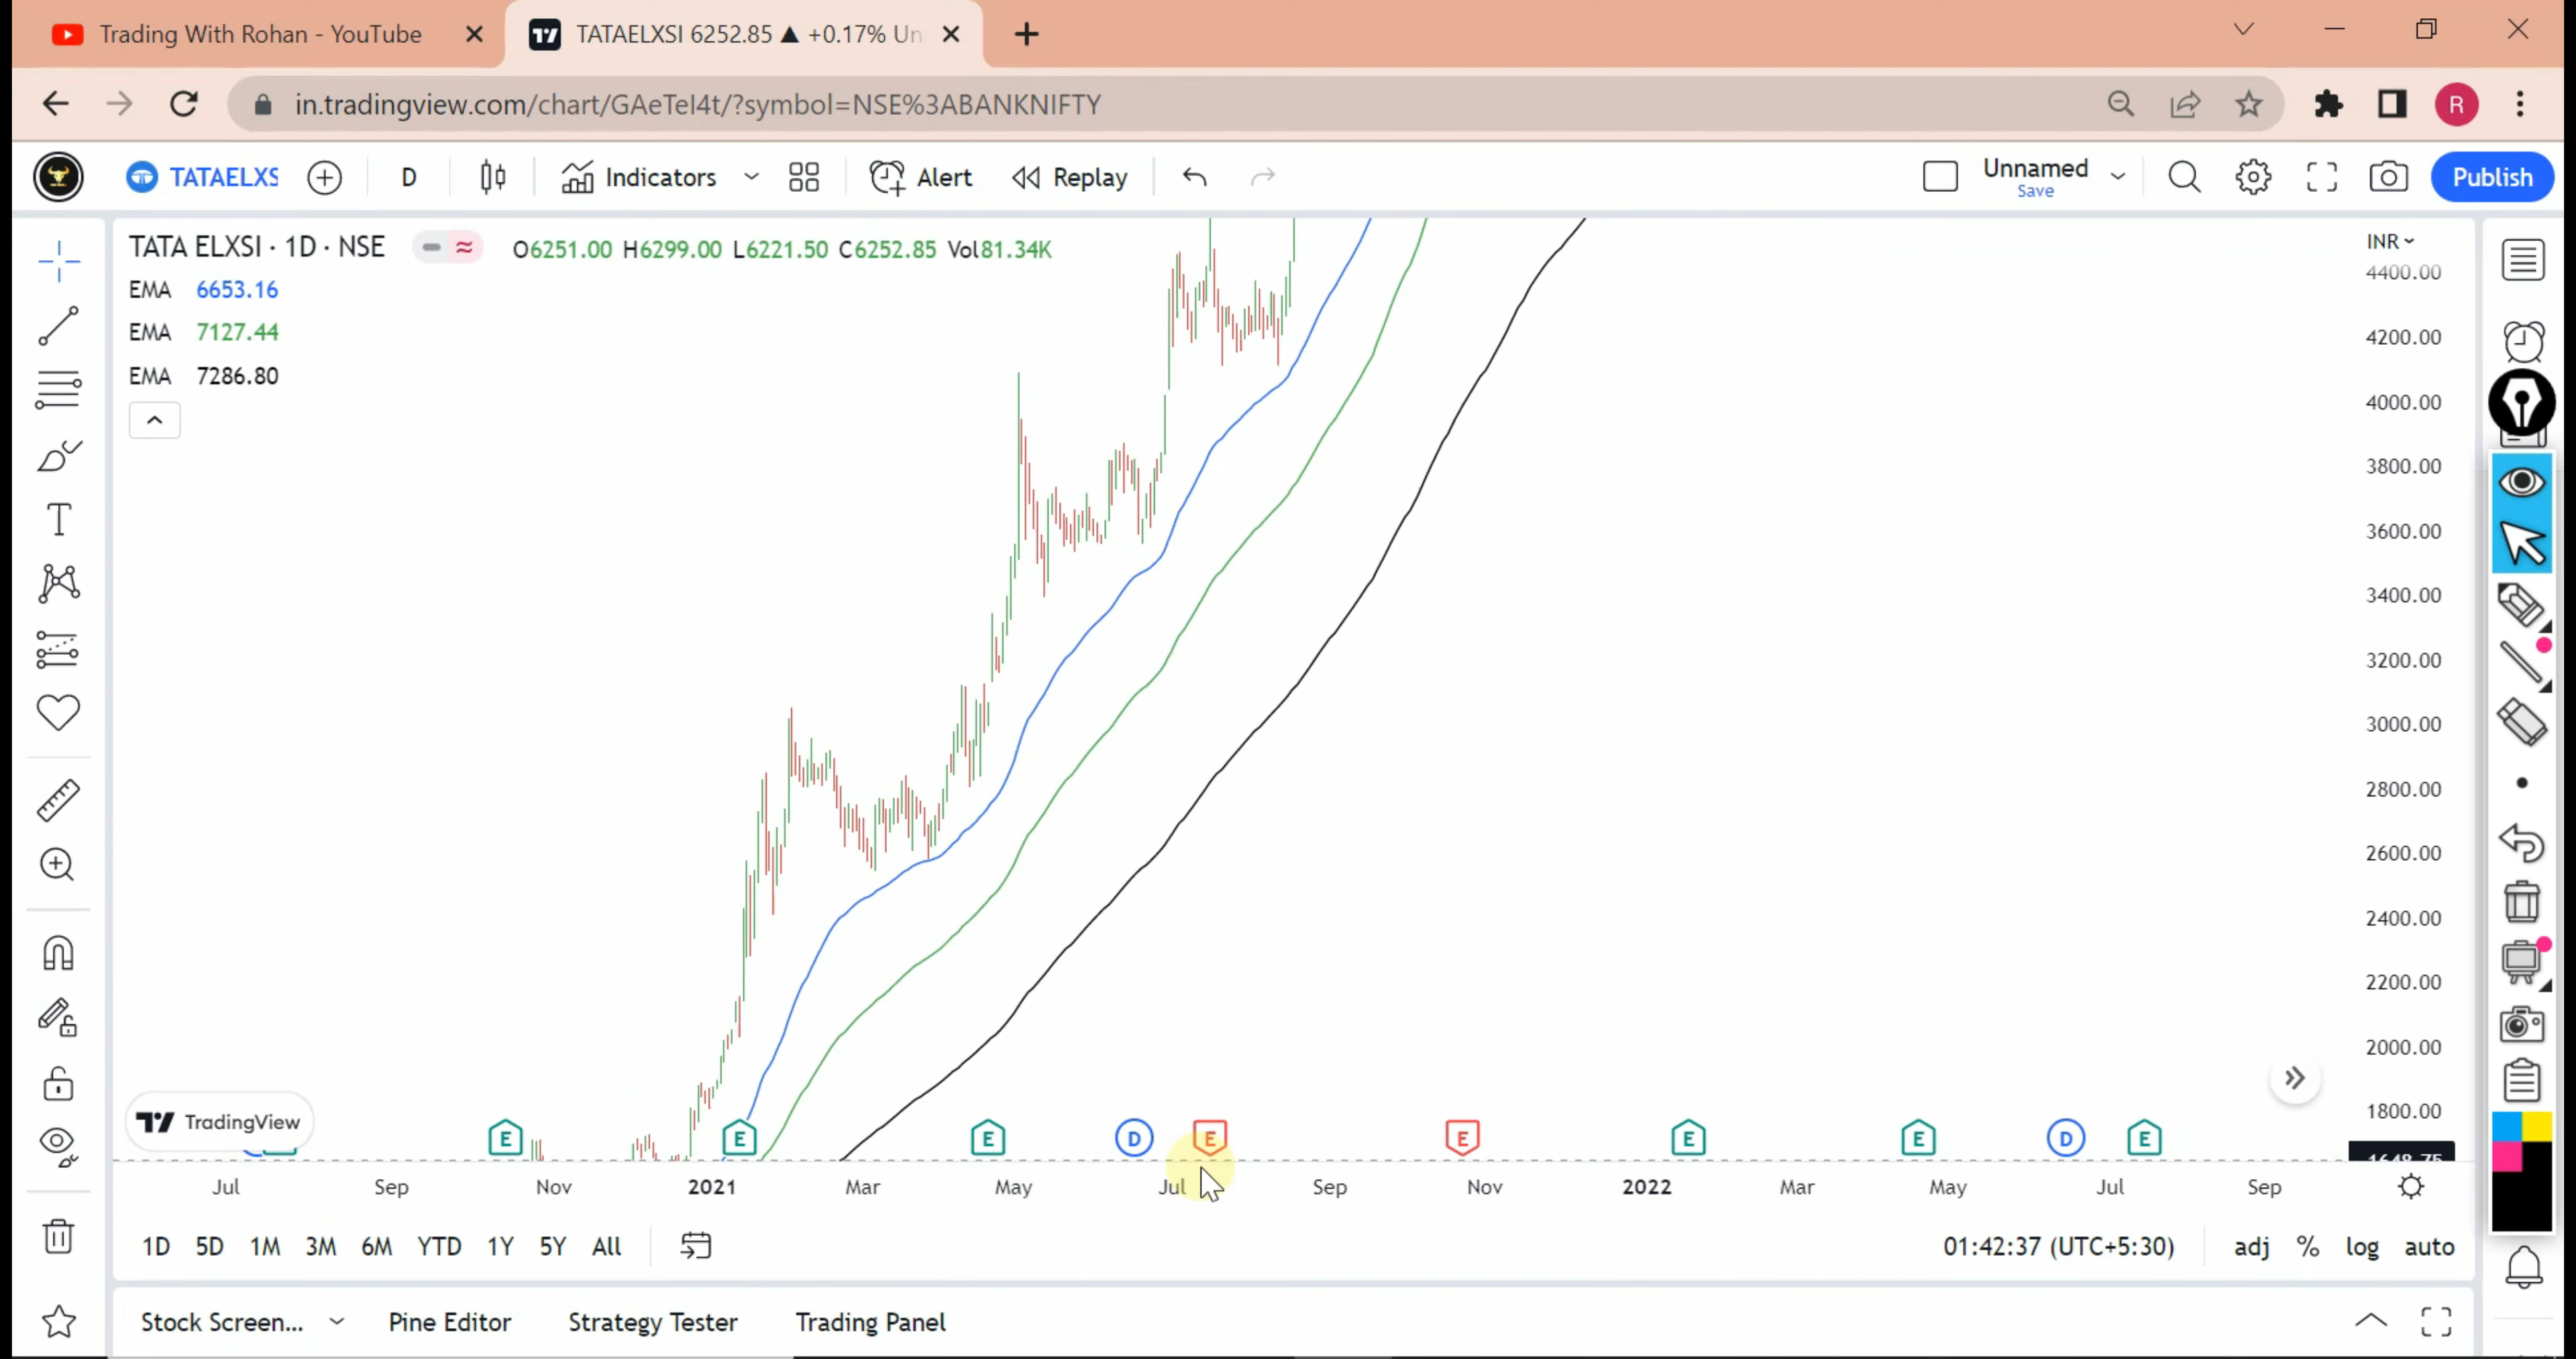 Trading With Rohan - YouTube
TATAELXSI 6252.85 ▲ +0.17% Un
in.tradingview.com/chart/GAeTeI4t/?symbol=NSE%3ABANKNIFTY
R
TATAELXS
D
Indicators
Alert
Replay
Unnamed
Save
Publish
TATA ELXSI · 1D · NSE
O6251.00 H6299.00 L6221.50 C6252.85 Vol81.34K
EMA 6653.16
EMA 7127.44
EMA 7286.80
INR
4400.00
4200.00
4000.00
3800.00
3600.00
3400.00
3200.00
3000.00
2800.00
2600.00
2400.00
2200.00
2000.00
1800.00
1648.75
TradingView
E E E D E E E E D E
Jul Sep Nov 2021 Mar May Jul Sep Nov 2022 Mar May Jul Sep
1D 5D 1M 3M 6M YTD 1Y 5Y All
01:42:37 (UTC+5:30) adj % log auto
Stock Screen... Pine Editor Strategy Tester Trading Panel